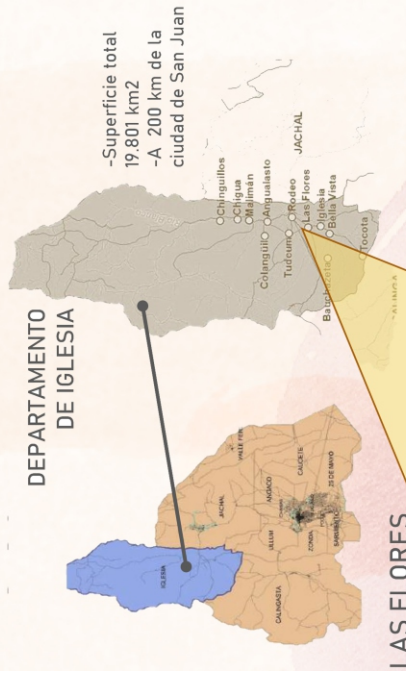 DEPARTAMENTO
DE IGLESIA
-Superficie total
19.801 km2
-A 200 km de la
ciudad de San Juan
Chinguillos
Chigua
Malimán
Angualasto
Colangüil
Rodeo
Tudcum
JACHAL
Las Flores
Iglesia
Bella Vista
Bauchazeta
Tocota
IGLESIA
JACHAL
VALLE FERTIL
ULLUM
ANGACO
CALINGASTA
ZONDA
CAUCETE
25 DE MAYO
SARMIENTO
LAS FLORES